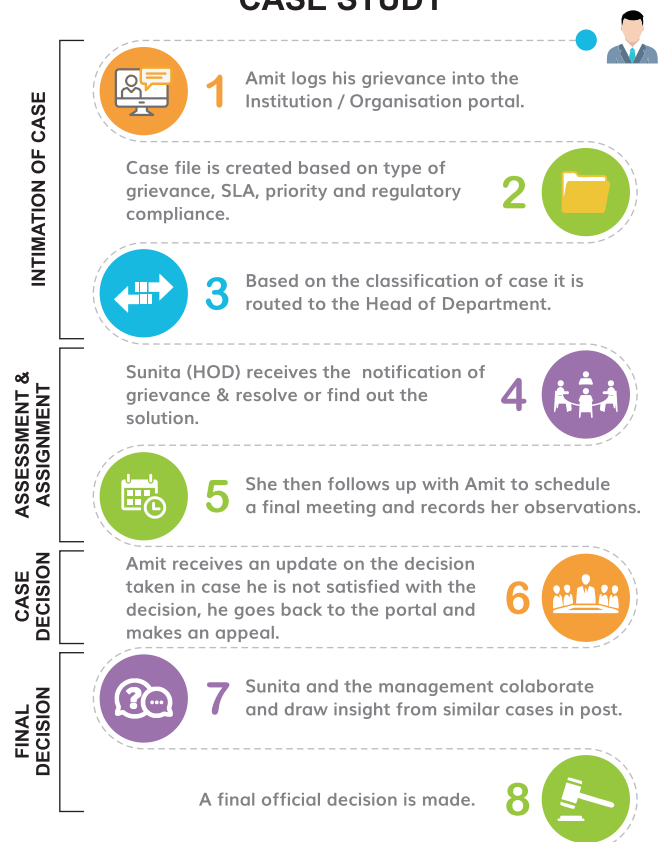 CASE STUDY
INTIMATION OF CASE
1
Amit logs his grievance into the
Institution / Organisation portal.
Case file is created based on type of
grievance, SLA, priority and regulatory
compliance.
2
3
Based on the classification of case it is
routed to the Head of Department.
ASSESSMENT &
ASSIGNMENT
Sunita (HOD) receives the notification of
grievance & resolve or find out the
solution.
4
5
She then follows up with Amit to schedule
a final meeting and records her observations.
CASE
DECISION
Amit receives an update on the decision
taken in case he is not satisfied with the
decision, he goes back to the portal and
makes an appeal.
6
FINAL
DECISION
7
Sunita and the management colaborate
and draw insight from similar cases in post.
A final official decision is made.
8